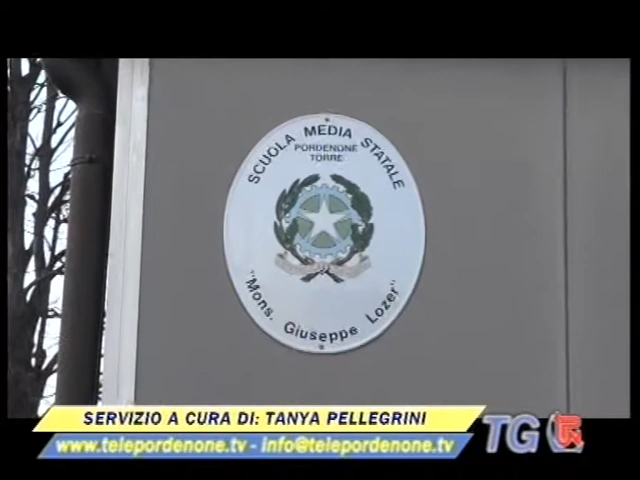 SCUOLA MEDIA STATALE
PORDENONE
TORRE
"Mons. Giuseppe Lozer"
SERVIZIO A CURA DI: TANYA PELLEGRINI
www.telepordenone.tv - info@telepordenone.tv
TG